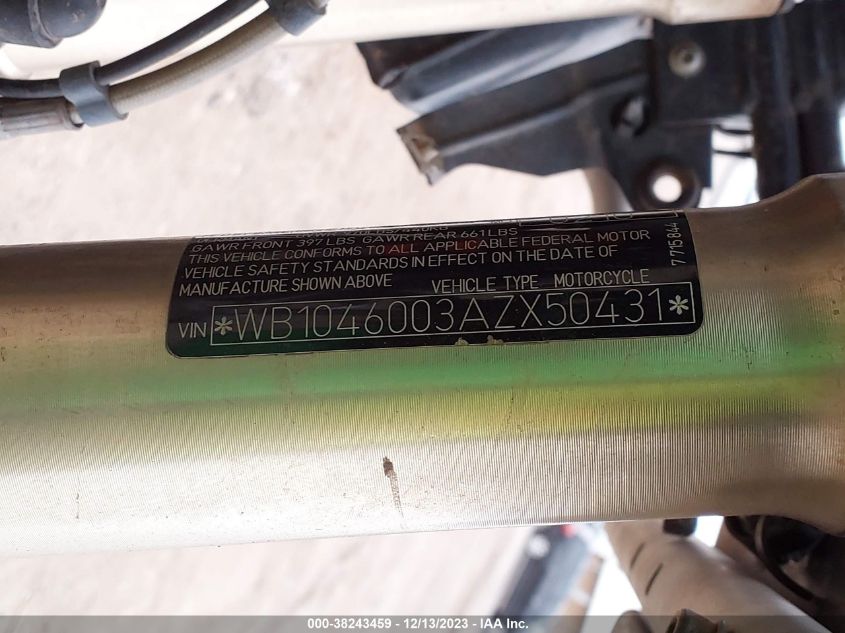 GAWR FRONT 397 LBS GAWR REAR 661 LBS
THIS VEHICLE CONFORMS TO ALL APPLICABLE FEDERAL MOTOR
VEHICLE SAFETY STANDARDS IN EFFECT ON THE DATE OF
MANUFACTURE SHOWN ABOVE VEHICLE TYPE MOTORCYCLE
VIN *WB1046003AZX50431*
7715844
000-38243459 - 12/13/2023 - IAA Inc.